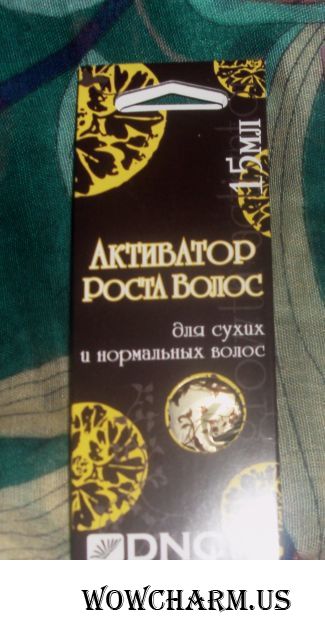 15мл
АКТИВАТОР
РОСТА ВОЛОС
для сухих
и нормальных волос
DNC
WOWCHARM.US